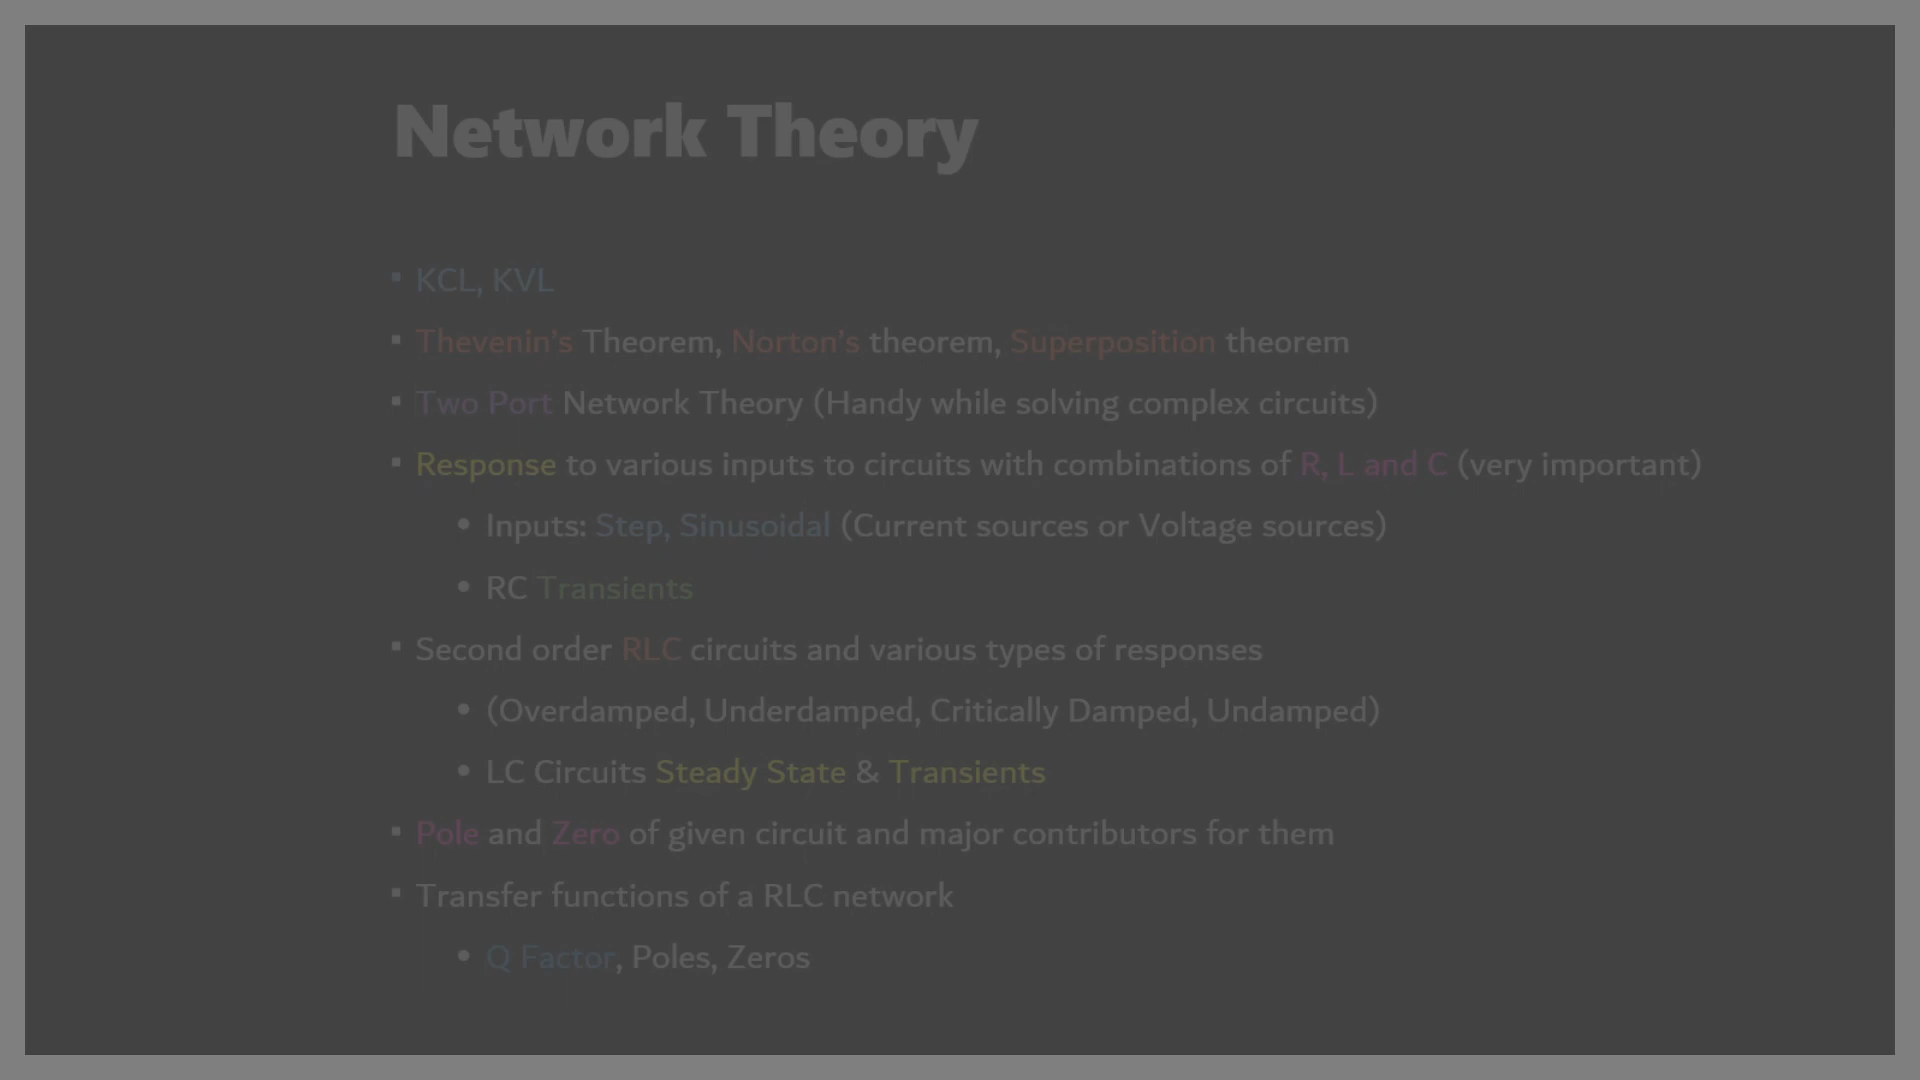 Network Theory
▪ KCL, KVL
▪ Thevenin's Theorem, Norton's theorem, Superposition theorem
▪ Two Port Network Theory (Handy while solving complex circuits)
▪ Response to various inputs to circuits with combinations of R, L and C (very important)
• Inputs: Step, Sinusoidal (Current sources or Voltage sources)
• RC Transients
▪ Second order RLC circuits and various types of responses
• (Overdamped, Underdamped, Critically Damped, Undamped)
• LC Circuits Steady State & Transients
▪ Pole and Zero of given circuit and major contributors for them
▪ Transfer functions of a RLC network
• Q Factor, Poles, Zeros